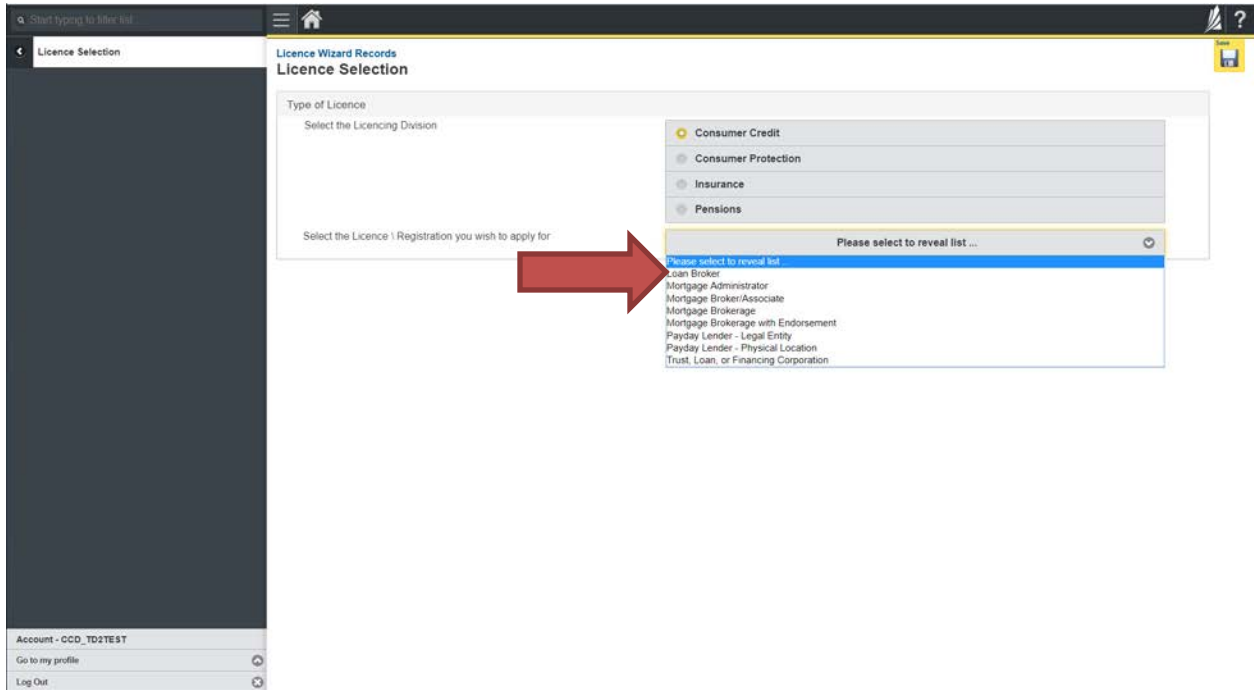 Start typing to filter list...
?
Licence Selection
Licence Wizard Records
Licence Selection
Save
Type of Licence
Select the Licencing Division
Consumer Credit
Consumer Protection
Insurance
Pensions
Select the Licence \ Registration you wish to apply for
Please select to reveal list ...
Please select to reveal list ...
Loan Broker
Mortgage Administrator
Mortgage Broker/Associate
Mortgage Brokerage
Mortgage Brokerage with Endorsement
Payday Lender - Legal Entity
Payday Lender - Physical Location
Trust, Loan, or Financing Corporation
Account - CCD_TD2TEST
Go to my profile
Log Out